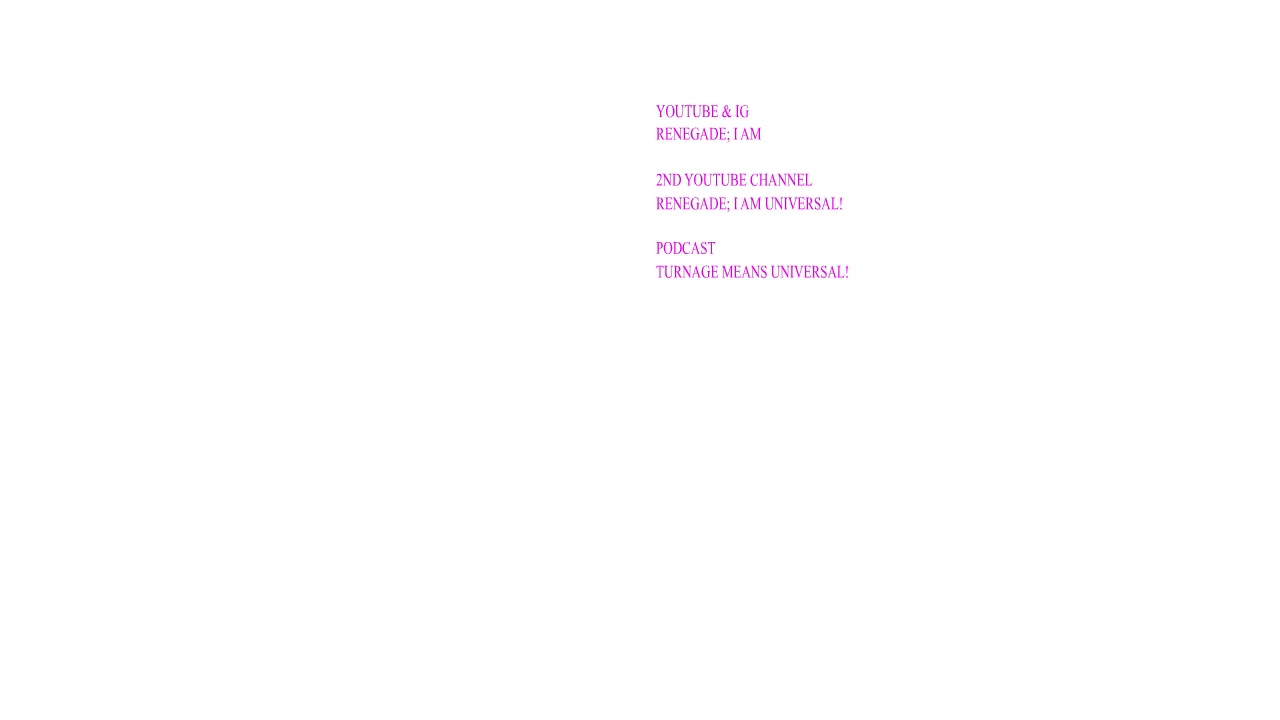 YOUTUBE & IG
RENEGADE; I AM
2ND YOUTUBE CHANNEL
RENEGADE; I AM UNIVERSAL!
PODCAST
TURNAGE MEANS UNIVERSAL!